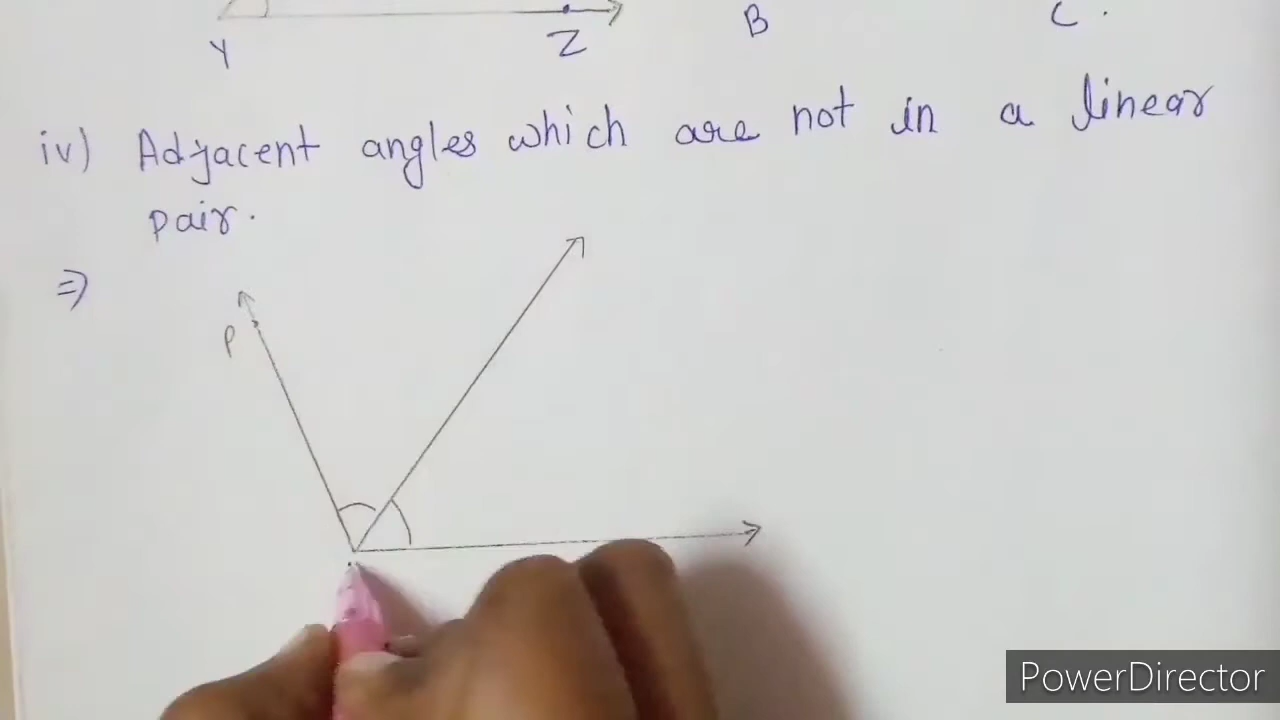 Y Z B C.
iv) Adjacent angles which are not in a linear
pair.
⇒
P
PowerDirector